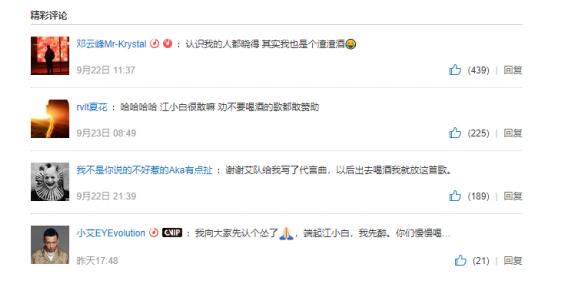 精彩评论
邓云峰Mr-Krystal : 认识我的人都晓得 其实我也是个渣渣酒😂
9月22日 11:37 (439) | 回复
rvlt夏花 : 哈哈哈哈 江小白很敢嘛 劝不要喝酒的歌都敢赞助
9月23日 08:49 (225) | 回复
我不是你说的不好惹的Aka有点扯 : 谢谢艾队给我写了代言曲，以后出去喝酒我就放这首歌。
9月22日 21:39 (189) | 回复
小艾EYEvolution CVIP : 我向大家先认个怂了🙏，端起江小白，我先醉。你们慢慢喝...
昨天17:48 (21) | 回复